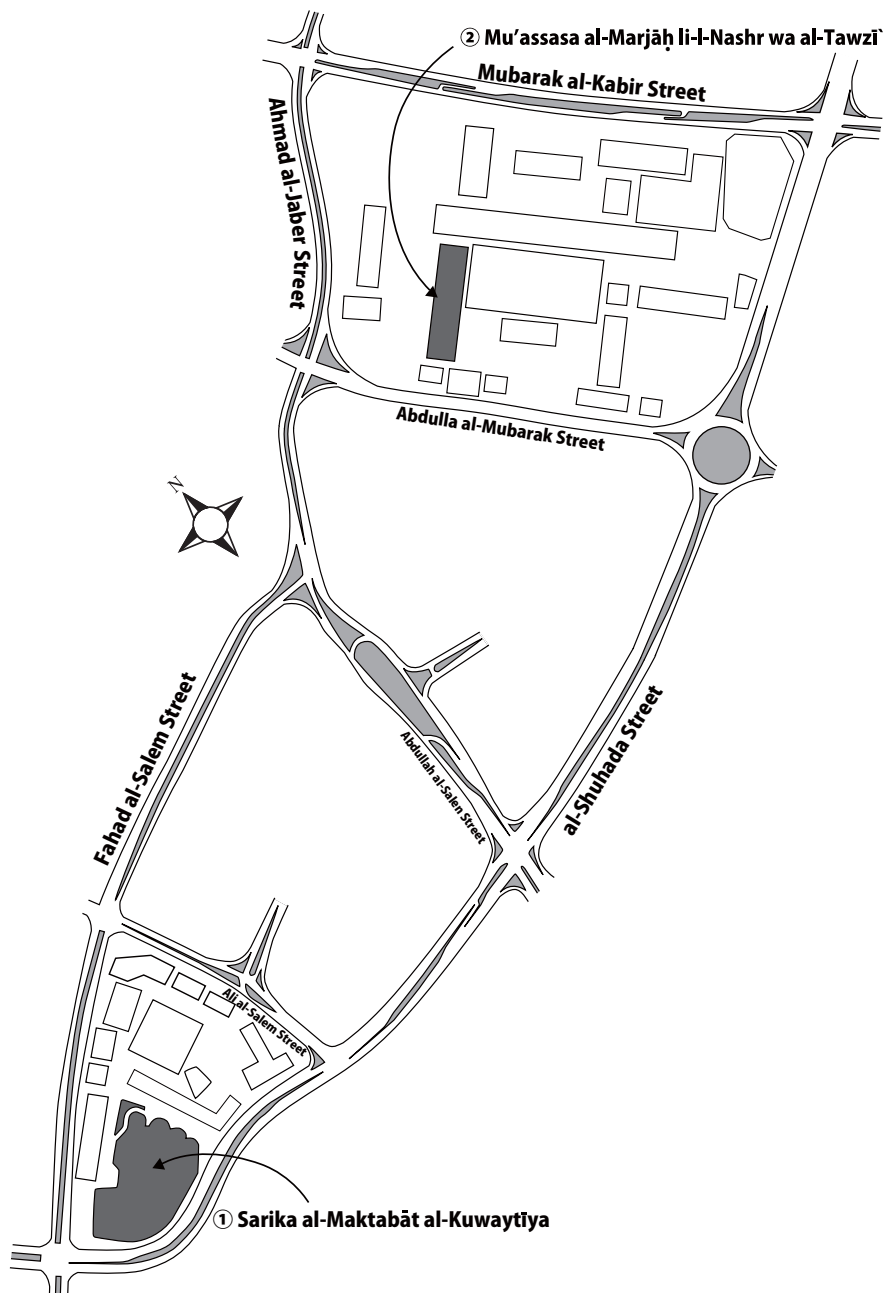 ② Mu’assasa al-Marjāḥ li-l-Nashr wa al-Tawzī`
Mubarak al-Kabir Street
Ahmad al-Jaber Street
Abdulla al-Mubarak Street
N
Fahad al-Salem Street
Abdullah al-Salen Street
al-Shuhada Street
Ali al-Salem Street
① Sarika al-Maktabāt al-Kuwaytīya